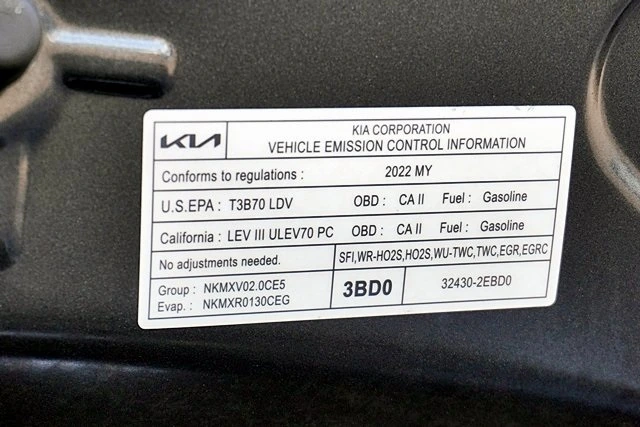 KIA
KIA CORPORATION
VEHICLE EMISSION CONTROL INFORMATION
Conforms to regulations : 2022 MY
U.S.EPA : T3B70 LDV OBD : CA II Fuel : Gasoline
California : LEV III ULEV70 PC OBD : CA II Fuel : Gasoline
No adjustments needed. SFI,WR-HO2S,HO2S,WU-TWC,TWC,EGR,EGRC
Group : NKMXV02.0CE5
Evap. : NKMXR0130CEG
3BD0
32430-2EBD0